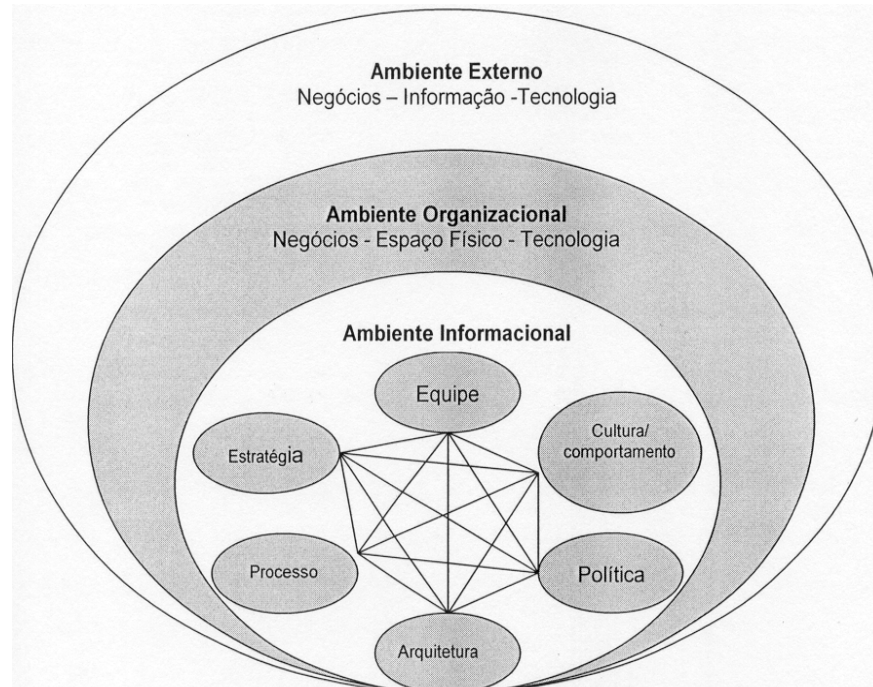 Ambiente Externo
Negócios – Informação -Tecnologia
Ambiente Organizacional
Negócios - Espaço Físico - Tecnologia
Ambiente Informacional
Equipe
Estratégia
Cultura/
comportamento
Processo
Política
Arquitetura